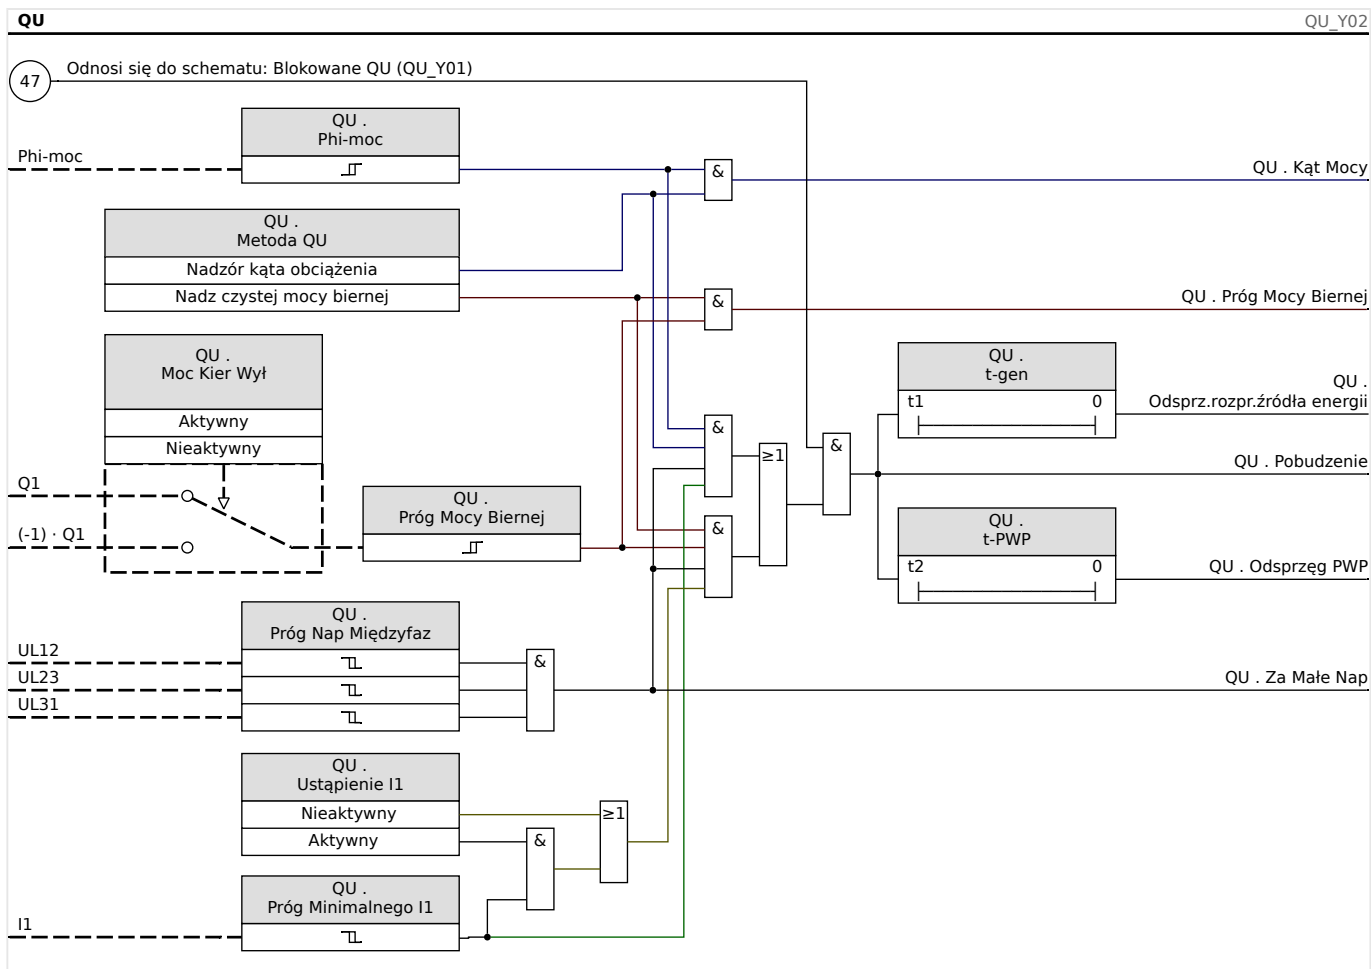 QU
QU_Y02
47
Odnosi się do schematu: Blokowane QU (QU_Y01)
QU .
Phi-moc
Phi-moc
&
QU . Kąt Mocy
QU .
Metoda QU
Nadzór kąta obciążenia
Nadz czystej mocy biernej
&
QU . Próg Mocy Biernej
QU .
Moc Kier Wył
Aktywny
Nieaktywny
QU .
t-gen
t1
0
QU .
Odsprz.rozpr.źródła energii
&
≥1
&
QU . Pobudzenie
Q1
(-1) · Q1
QU .
Próg Mocy Biernej
&
QU .
t-PWP
t2
0
QU . Odsprzęg PWP
QU .
Próg Nap Międzyfaz
UL12
UL23
UL31
&
QU . Za Małe Nap
QU .
Ustąpienie I1
Nieaktywny
Aktywny
≥1
&
QU .
Próg Minimalnego I1
I1